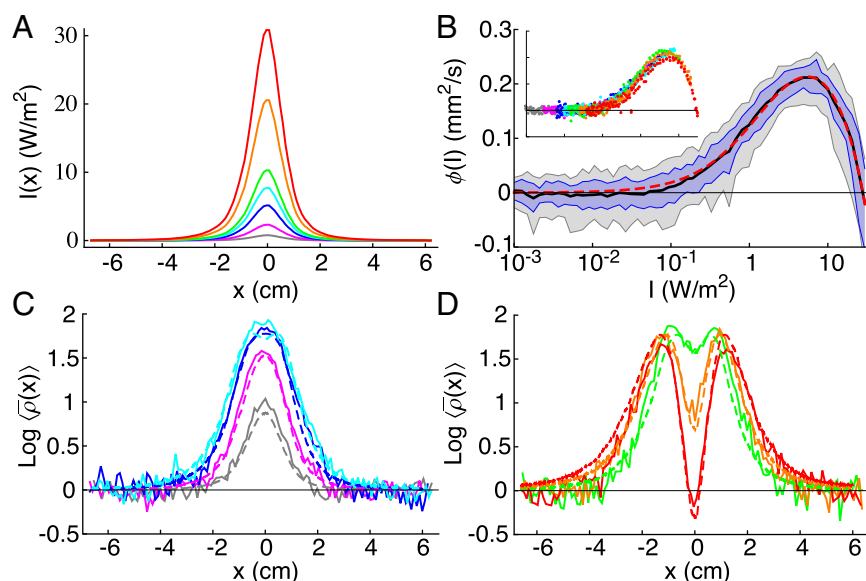 A
I(x) (W/m²)
30
20
10
0
-6 -4 -2 0 2 4 6
x (cm)
B
ϕ(I) (mm²/s)
0.3
0.2
0.1
0
-0.1
10⁻³ 10⁻² 10⁻¹ 1 10
I (W/m²)
C
Log ⟨ρ̅(x)⟩
2
1.5
1
0.5
0
-0.5
-6 -4 -2 0 2 4 6
x (cm)
D
Log ⟨ρ̅(x)⟩
2
1.5
1
0.5
0
-0.5
-6 -4 -2 0 2 4 6
x (cm)